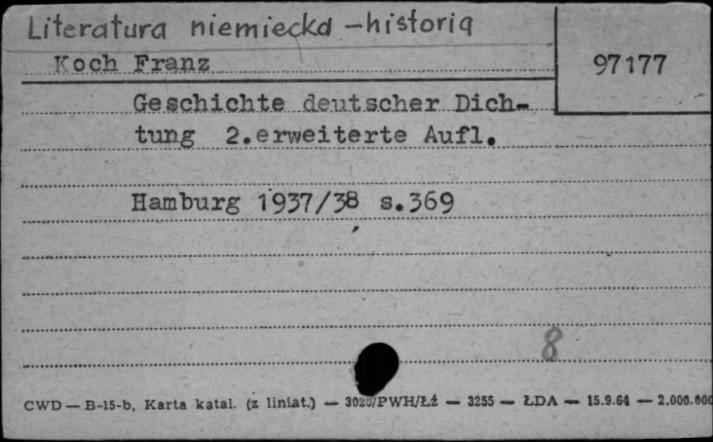 Literatura niemiecka - historia
Koch Franz
97177
Geschichte deutscher Dich-
tung 2.erweiterte Aufl.
Hamburg 1937/38 s.369
8
CWD — B-15-b, Karta katal. (z liniat.) — 3020/PWH/Łź — 3255 — ŁDA — 15.9.64 — 2.000.000